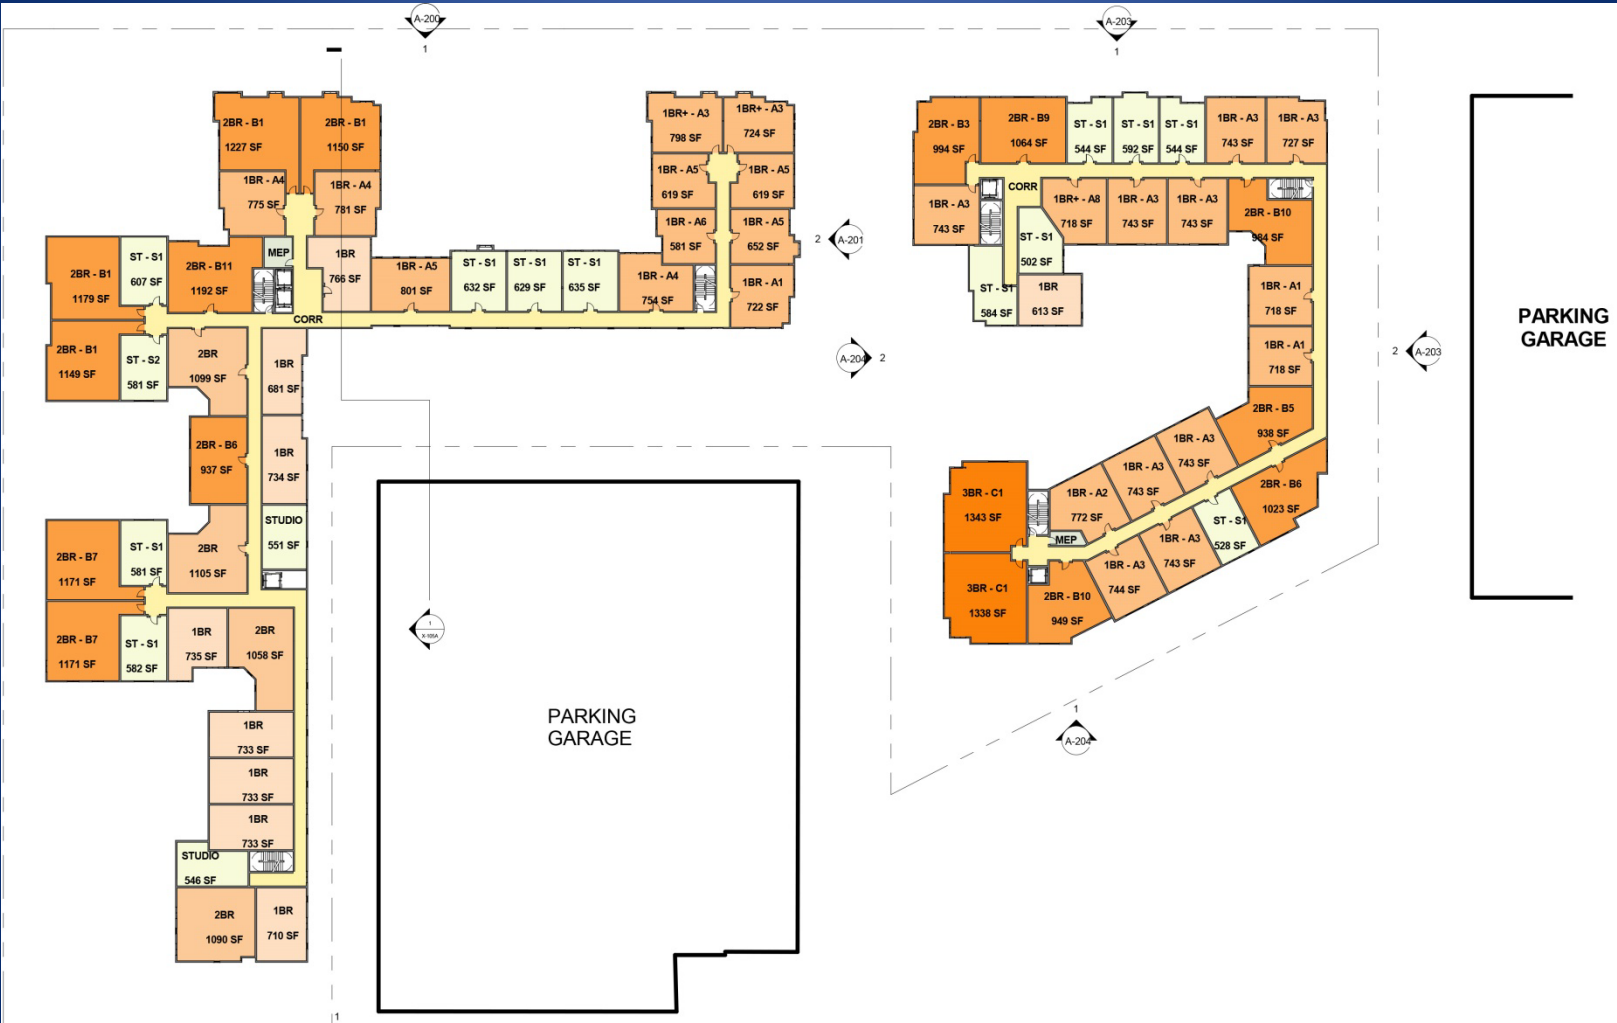 A-200
1
A-203
1
2BR - B1
1227 SF
2BR - B1
1150 SF
1BR - A4
775 SF
1BR - A4
781 SF
2BR - B1
1179 SF
ST - S1
607 SF
2BR - B11
1192 SF
MEP
1BR
766 SF
1BR - A5
801 SF
ST - S1
632 SF
ST - S1
629 SF
ST - S1
635 SF
1BR - A4
754 SF
1BR+ - A3
798 SF
1BR+ - A3
724 SF
1BR - A5
619 SF
1BR - A5
619 SF
1BR - A6
581 SF
1BR - A5
652 SF
1BR - A1
722 SF
CORR
2BR - B1
1149 SF
ST - S2
581 SF
2BR
1099 SF
1BR
681 SF
2BR - B6
937 SF
1BR
734 SF
STUDIO
551 SF
2BR - B7
1171 SF
ST - S1
581 SF
2BR
1105 SF
2BR - B7
1171 SF
ST - S1
582 SF
1BR
735 SF
2BR
1058 SF
1BR
733 SF
1BR
733 SF
1BR
733 SF
STUDIO
546 SF
2BR
1090 SF
1BR
710 SF
2
A-201
A-204
2
2BR - B3
994 SF
2BR - B9
1064 SF
ST - S1
544 SF
ST - S1
592 SF
ST - S1
544 SF
1BR - A3
743 SF
1BR - A3
727 SF
CORR
1BR - A3
743 SF
1BR+ - A8
718 SF
1BR - A3
743 SF
1BR - A3
743 SF
2BR - B10
984 SF
ST - S1
502 SF
ST - S1
584 SF
1BR
613 SF
1BR - A1
718 SF
1BR - A1
718 SF
2BR - B5
938 SF
1BR - A3
743 SF
1BR - A3
743 SF
1BR - A2
772 SF
2BR - B6
1023 SF
ST - S1
528 SF
1BR - A3
743 SF
1BR - A3
744 SF
3BR - C1
1343 SF
MEP
3BR - C1
1338 SF
2BR - B10
949 SF
2
A-203
PARKING
GARAGE
1
X-105A
PARKING
GARAGE
1
A-204
1